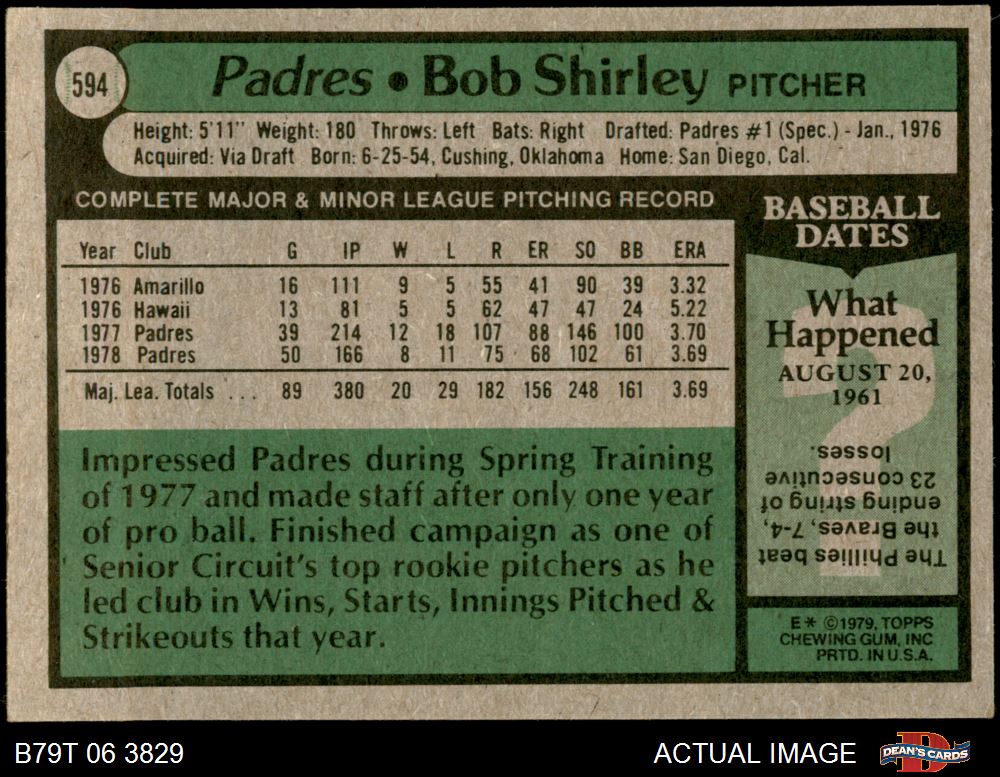 594
Padres • Bob Shirley PITCHER
Height: 5'11" Weight: 180 Throws: Left Bats: Right Drafted: Padres #1 (Spec.) - Jan., 1976
Acquired: Via Draft Born: 6-25-54, Cushing, Oklahoma Home: San Diego, Cal.
COMPLETE MAJOR & MINOR LEAGUE PITCHING RECORD
Year Club G IP W L R ER SO BB ERA
1976 Amarillo 16 111 9 5 55 41 90 39 3.32
1976 Hawaii 13 81 5 5 62 47 47 24 5.22
1977 Padres 39 214 12 18 107 88 146 100 3.70
1978 Padres 50 166 8 11 75 68 102 61 3.69
Maj. Lea. Totals ... 89 380 20 29 182 156 248 161 3.69
Impressed Padres during Spring Training
of 1977 and made staff after only one year
of pro ball. Finished campaign as one of
Senior Circuit's top rookie pitchers as he
led club in Wins, Starts, Innings Pitched &
Strikeouts that year.
BASEBALL
DATES
What
Happened
AUGUST 20,
1961
The Phillies beat
the Braves, 7-4,
ending string of
23 consecutive
losses.
E* ©1979, TOPPS
CHEWING GUM, INC
PRTD. IN U.S.A.
B79T 06 3829
ACTUAL IMAGE
DEAN'S CARDS